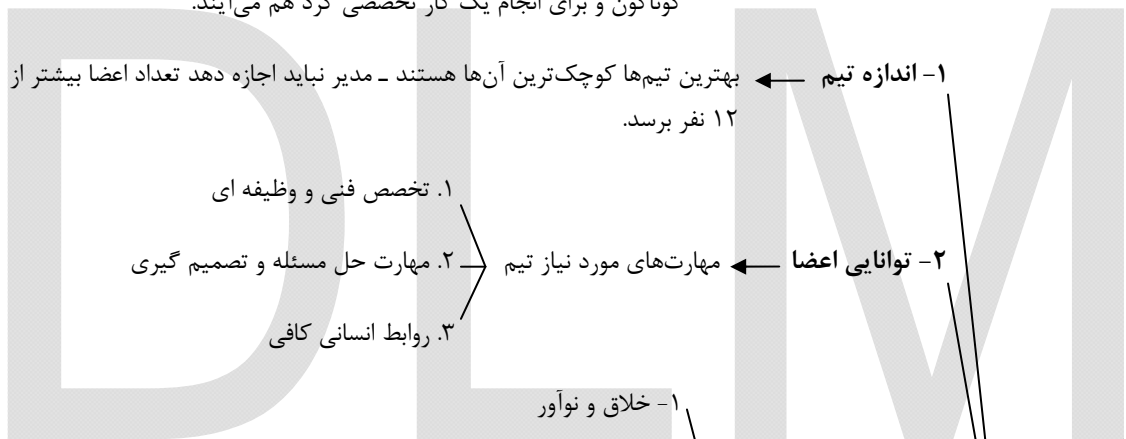 گوناگون و برای انجام یک کار تخصصی گرد هم می‌آیند.
۱- اندازه تیم بهترین تیم‌ها کوچک‌ترین آن‌ها هستند ـ مدیر نباید اجازه دهد تعداد اعضا بیشتر از
۱۲ نفر برسد.
۱. تخصص فنی و وظیفه ای
۲- توانایی اعضا مهارت‌های مورد نیاز تیم ۲. مهارت حل مسئله و تصمیم گیری
۳. روابط انسانی کافی
۱- خلاق و نوآور
DLM